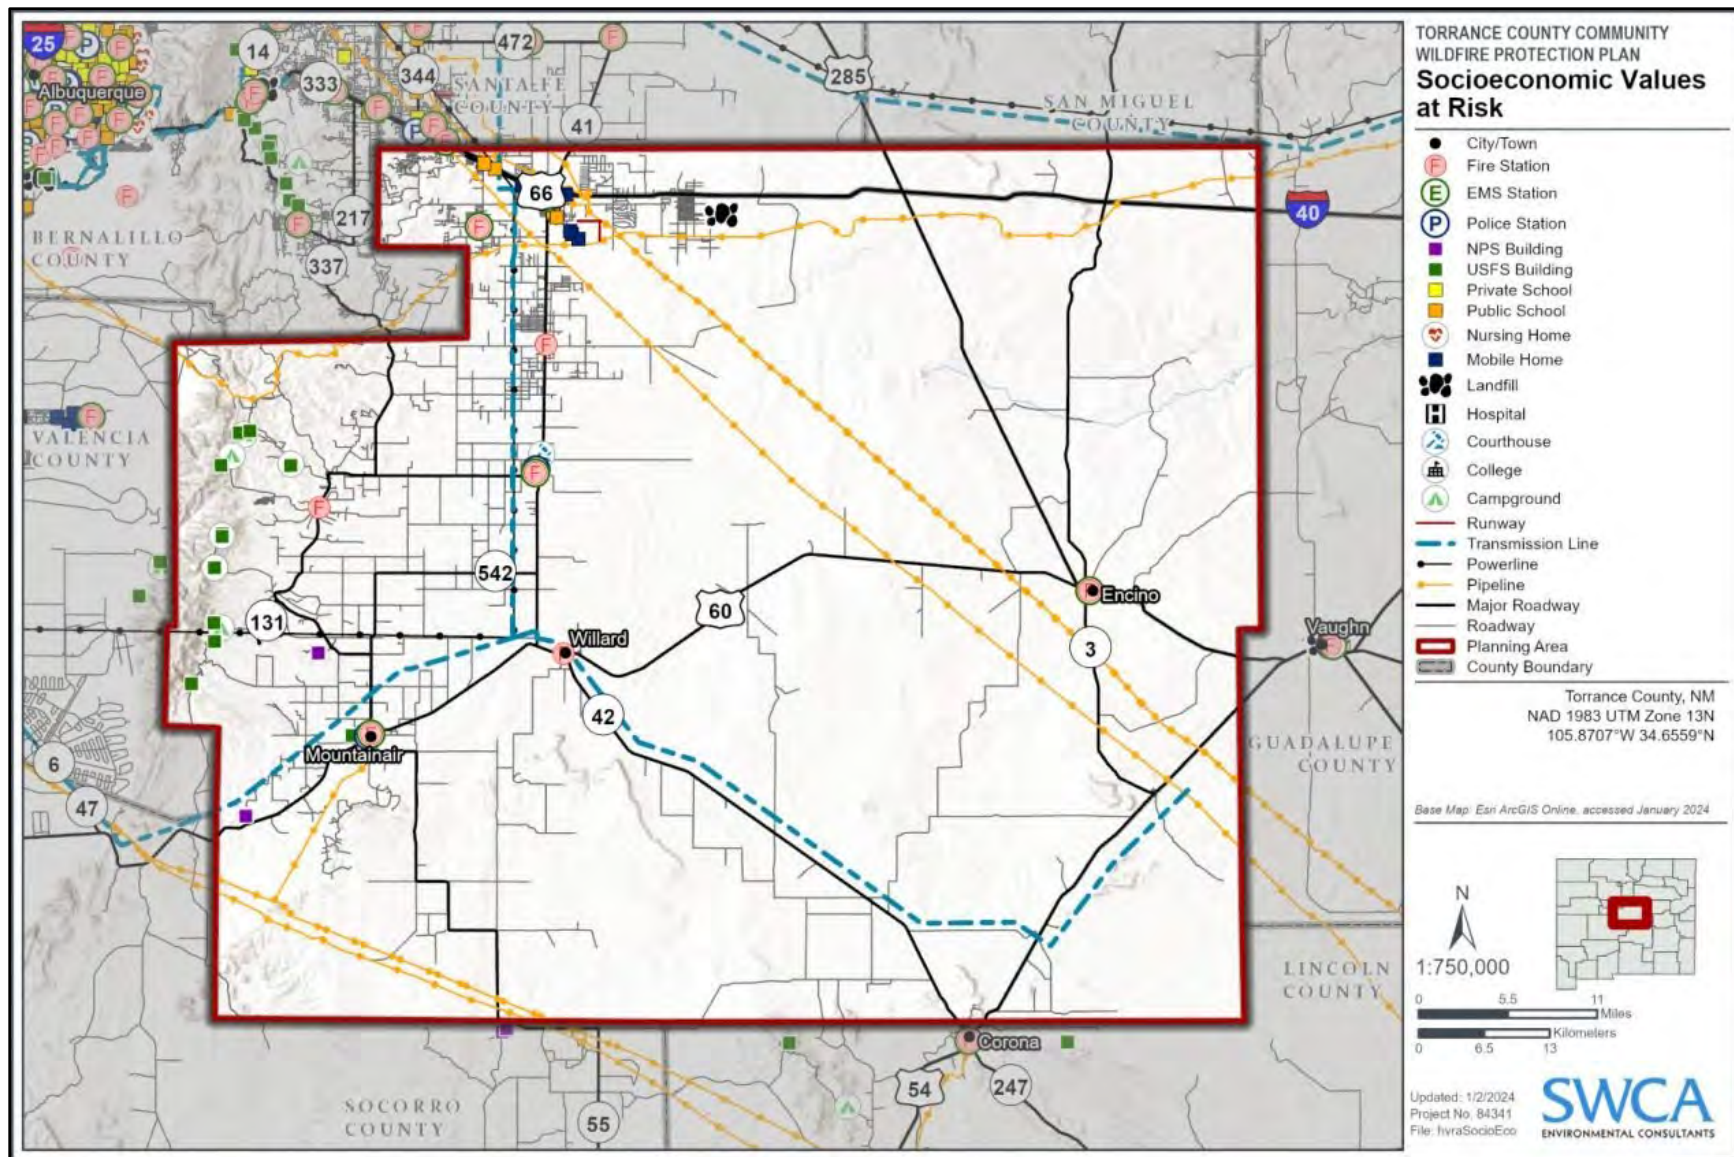 TORRANCE COUNTY COMMUNITY
WILDFIRE PROTECTION PLAN
Socioeconomic Values
at Risk
City/Town
Fire Station
EMS Station
Police Station
NPS Building
USFS Building
Private School
Public School
Nursing Home
Mobile Home
Landfill
Hospital
Courthouse
College
Campground
Runway
Transmission Line
Powerline
Pipeline
Major Roadway
Roadway
Planning Area
County Boundary
Torrance County, NM
NAD 1983 UTM Zone 13N
105.8707°W 34.6559°N
Base Map: Esri ArcGIS Online, accessed January 2024
N
1:750,000
0 5.5 11
Miles
Kilometers
0 6.5 13
Updated: 1/2/2024
Project No. 84341
File: hvraSocioEco
SWCA
ENVIRONMENTAL CONSULTANTS
25
14
472
333
344
285
Albuquerque
SANTA FE
COUNTY
SAN MIGUEL
COUNTY
41
66
40
217
BERNALILLO
COUNTY
337
VALENCIA
COUNTY
542
131
60
Encino
Willard
3
Vaughn
42
Mountainair
6
47
GUADALUPE
COUNTY
LINCOLN
COUNTY
Corona
54
247
SOCORRO
COUNTY
55